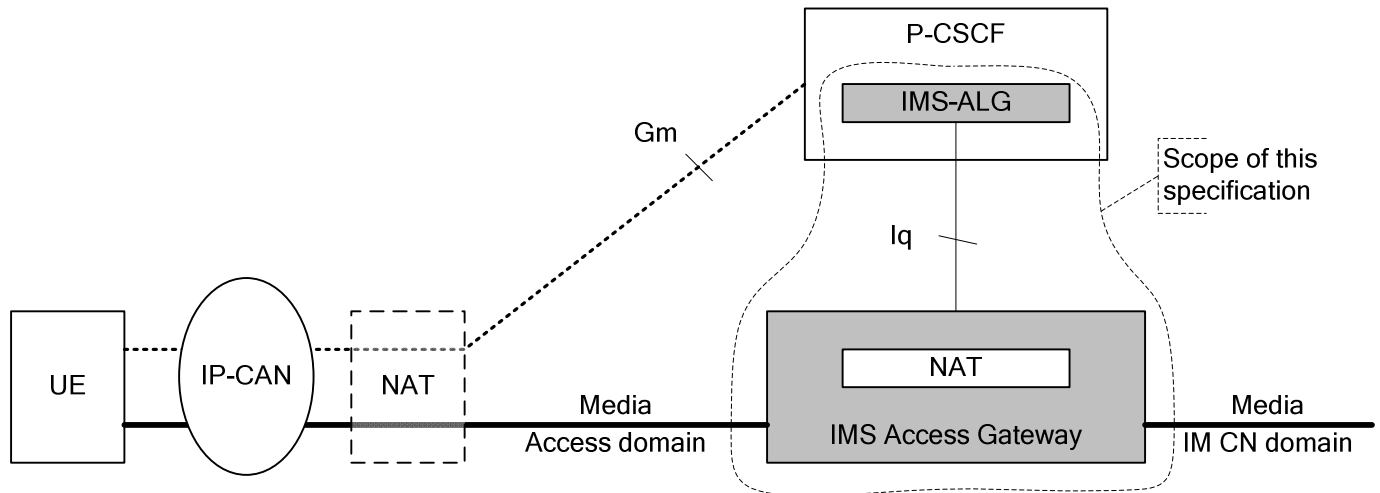 P-CSCF
IMS-ALG
Gm
Scope of this
specification
Iq
UE
IP-CAN
NAT
NAT
Media
Access domain
IMS Access Gateway
Media
IM CN domain